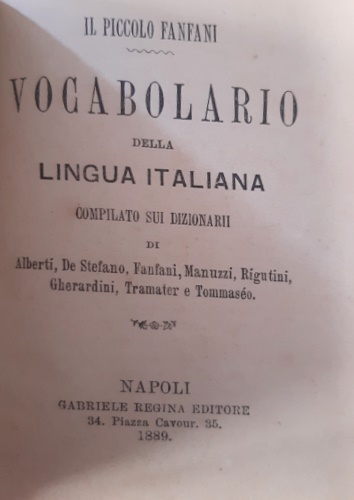 IL PICCOLO FANFANI
VOCABOLARIO
DELLA
LINGUA ITALIANA
COMPILATO SUI DIZIONARII
DI
Alberti, De Stefano, Fanfani, Manuzzi, Rigutini,
Gherardini, Tramater e Tommaséo.
NAPOLI
GABRIELE REGINA EDITORE
34. Piazza Cavour. 35.
1889.